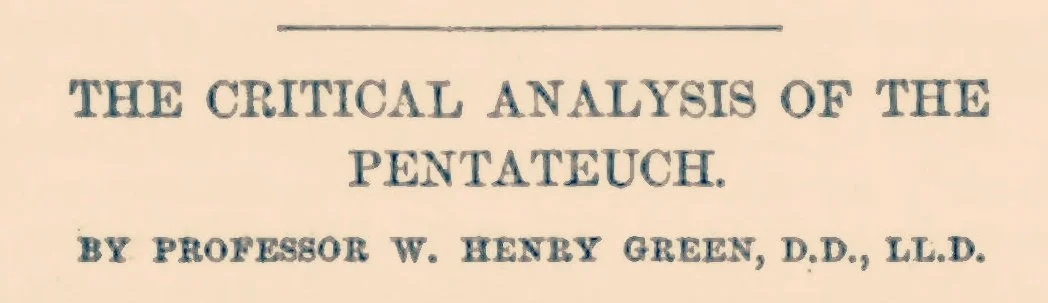 THE CRITICAL ANALYSIS OF THE
PENTATEUCH.
BY PROFESSOR W. HENRY GREEN, D.D., LL.D.